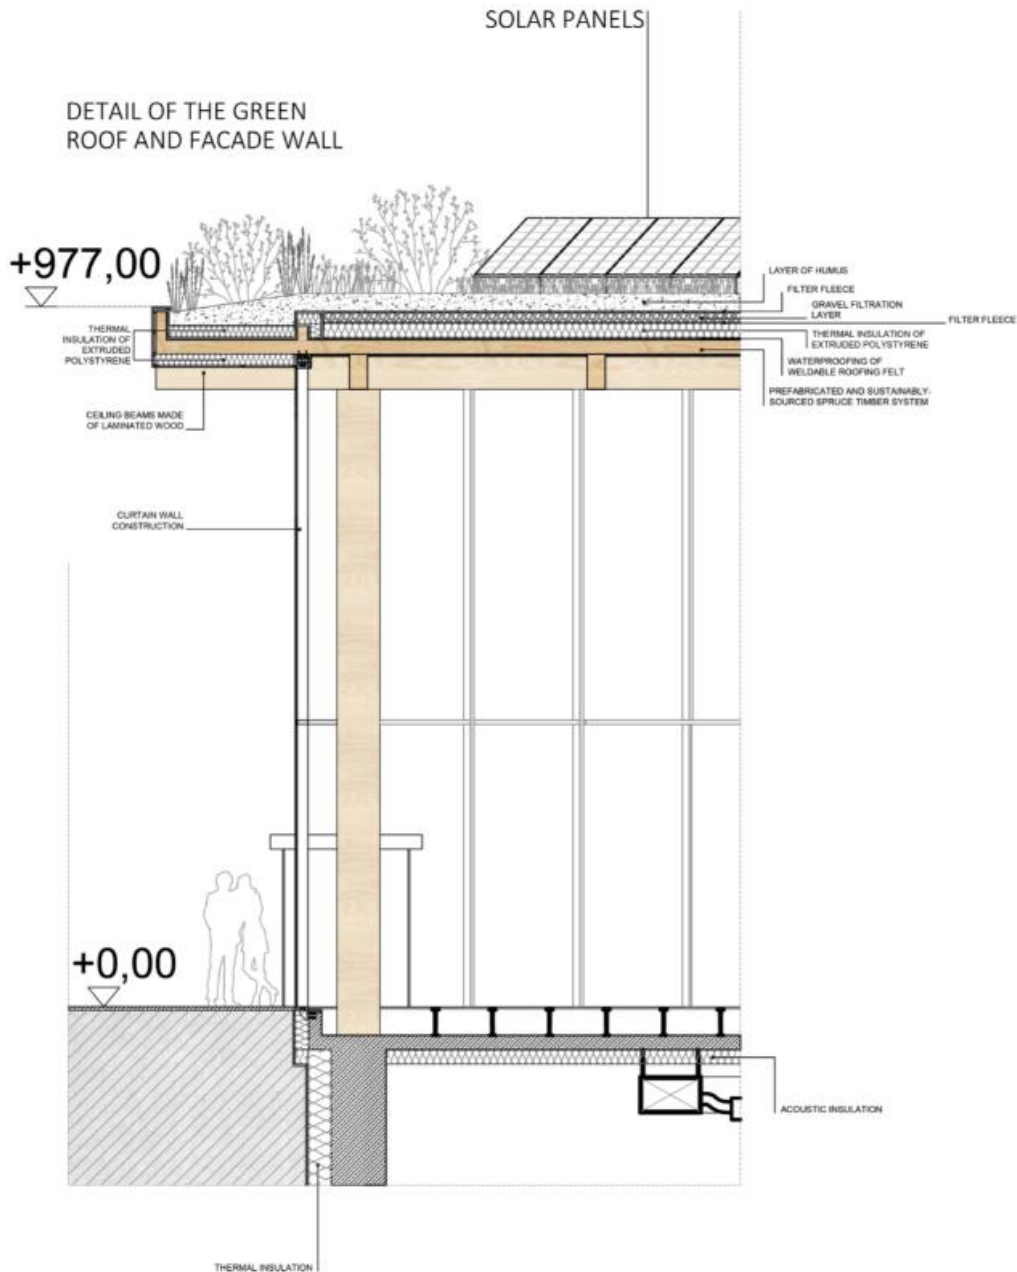 SOLAR PANELS
DETAIL OF THE GREEN
ROOF AND FACADE WALL
+977,00
LAYER OF HUMUS
FILTER FLEECE
GRAVEL FILTRATION
LAYER
FILTER FLEECE
THERMAL
INSULATION OF
EXTRUDED
POLYSTYRENE
THERMAL INSULATION OF
EXTRUDED POLYSTYRENE
WATERPROOFING OF
WELDABLE ROOFING FELT
PREFABRICATED AND SUSTAINABLY-
SOURCED SPRUCE TIMBER SYSTEM
CEILING BEAMS MADE
OF LAMINATED WOOD
CURTAIN WALL
CONSTRUCTION
+0,00
ACOUSTIC INSULATION
THERMAL INSULATION